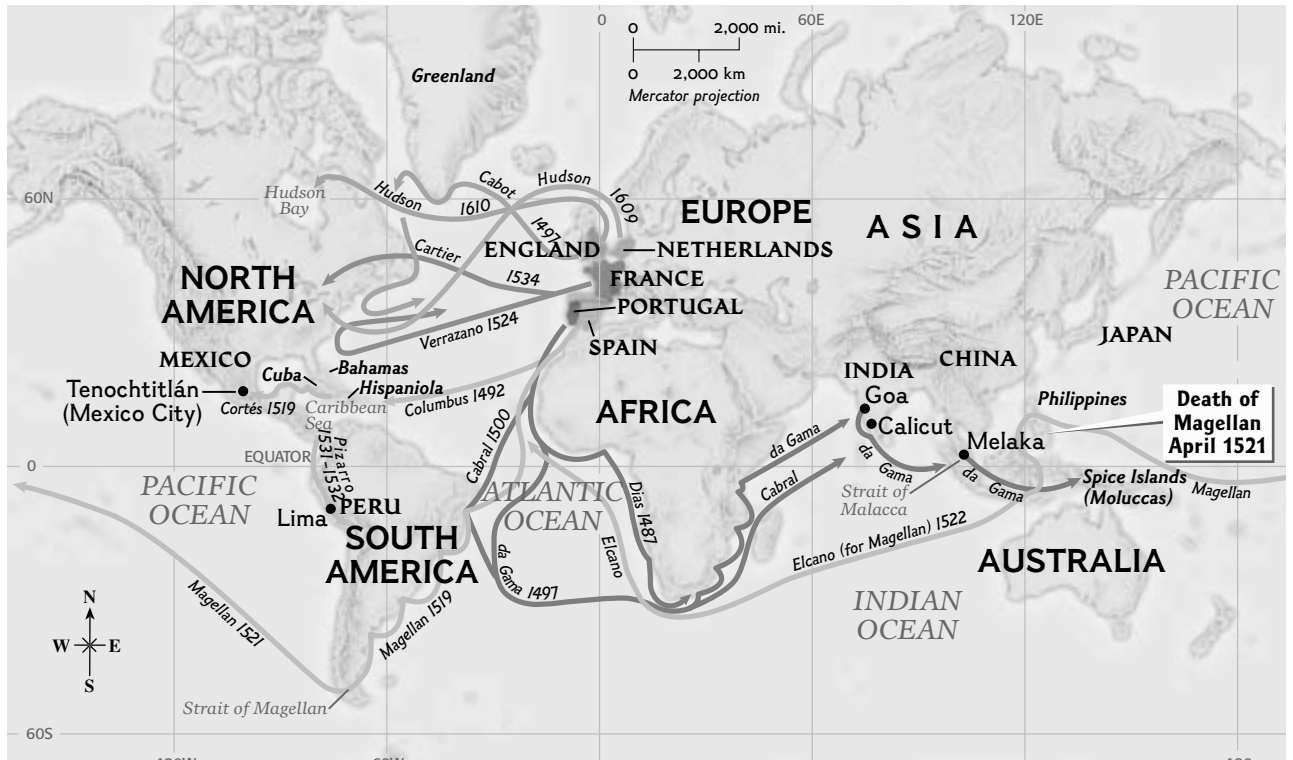 0
60E
120E
0
2,000 mi.
0
2,000 km
Mercator projection
Greenland
60N
Hudson
Bay
Hudson
1610
Cabot
1497
Hudson
1609
EUROPE
ASIA
ENGLAND
NETHERLANDS
Cartier
1534
FRANCE
PORTUGAL
SPAIN
NORTH
AMERICA
Verrazano 1524
PACIFIC
OCEAN
JAPAN
CHINA
MEXICO
Tenochtitlán
(Mexico City)
Cortés 1519
Cuba
Bahamas
Hispaniola
Caribbean
Sea
Columbus 1492
AFRICA
INDIA
Goa
Calicut
Melaka
Philippines
Death of
Magellan
April 1521
EQUATOR
0
Pizarro
1531–1532
Cabral 1500
da Gama
Cabral
da Gama
da Gama
Strait of
Malacca
Spice Islands
(Moluccas)
Magellan
PACIFIC
OCEAN
Lima
PERU
SOUTH
AMERICA
ATLANTIC
OCEAN
Dias 1487
Elcano
da Gama 1497
Elcano (for Magellan) 1522
AUSTRALIA
INDIAN
OCEAN
Magellan 1521
Magellan 1519
Strait of Magellan
N
W
E
S
60S